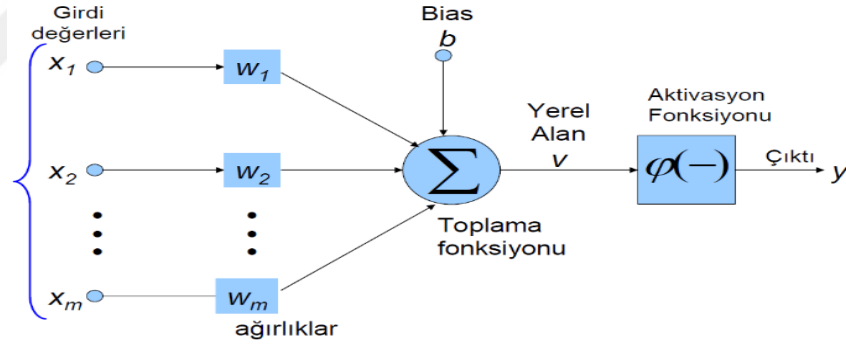 Girdi
değerleri
x1
w1
Bias
b
x2
w2
∑
Yerel
Alan
v
Aktivasyon
Fonksiyonu
φ(−)
Çıktı
y
Toplama
fonksiyonu
xm
wm
ağırlıklar